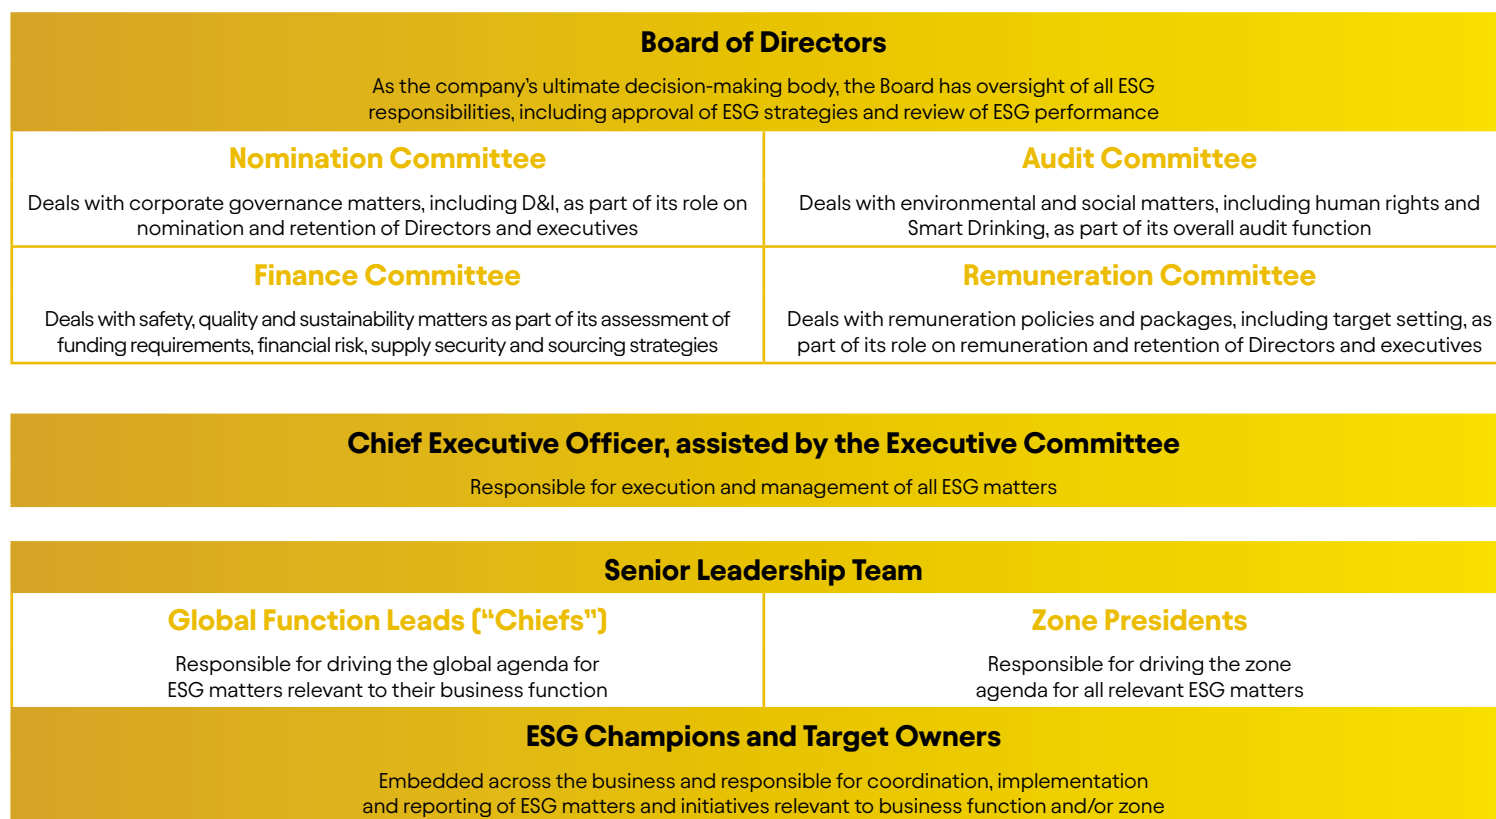 Board of Directors
As the company's ultimate decision-making body, the Board has oversight of all ESG
responsibilities, including approval of ESG strategies and review of ESG performance
Nomination Committee
Deals with corporate governance matters, including D&I, as part of its role on
nomination and retention of Directors and executives
Audit Committee
Deals with environmental and social matters, including human rights and
Smart Drinking, as part of its overall audit function
Finance Committee
Deals with safety, quality and sustainability matters as part of its assessment of
funding requirements, financial risk, supply security and sourcing strategies
Remuneration Committee
Deals with remuneration policies and packages, including target setting, as
part of its role on remuneration and retention of Directors and executives
Chief Executive Officer, assisted by the Executive Committee
Responsible for execution and management of all ESG matters
Senior Leadership Team
Global Function Leads (“Chiefs”)
Responsible for driving the global agenda for
ESG matters relevant to their business function
Zone Presidents
Responsible for driving the zone
agenda for all relevant ESG matters
ESG Champions and Target Owners
Embedded across the business and responsible for coordination, implementation
and reporting of ESG matters and initiatives relevant to business function and/or zone